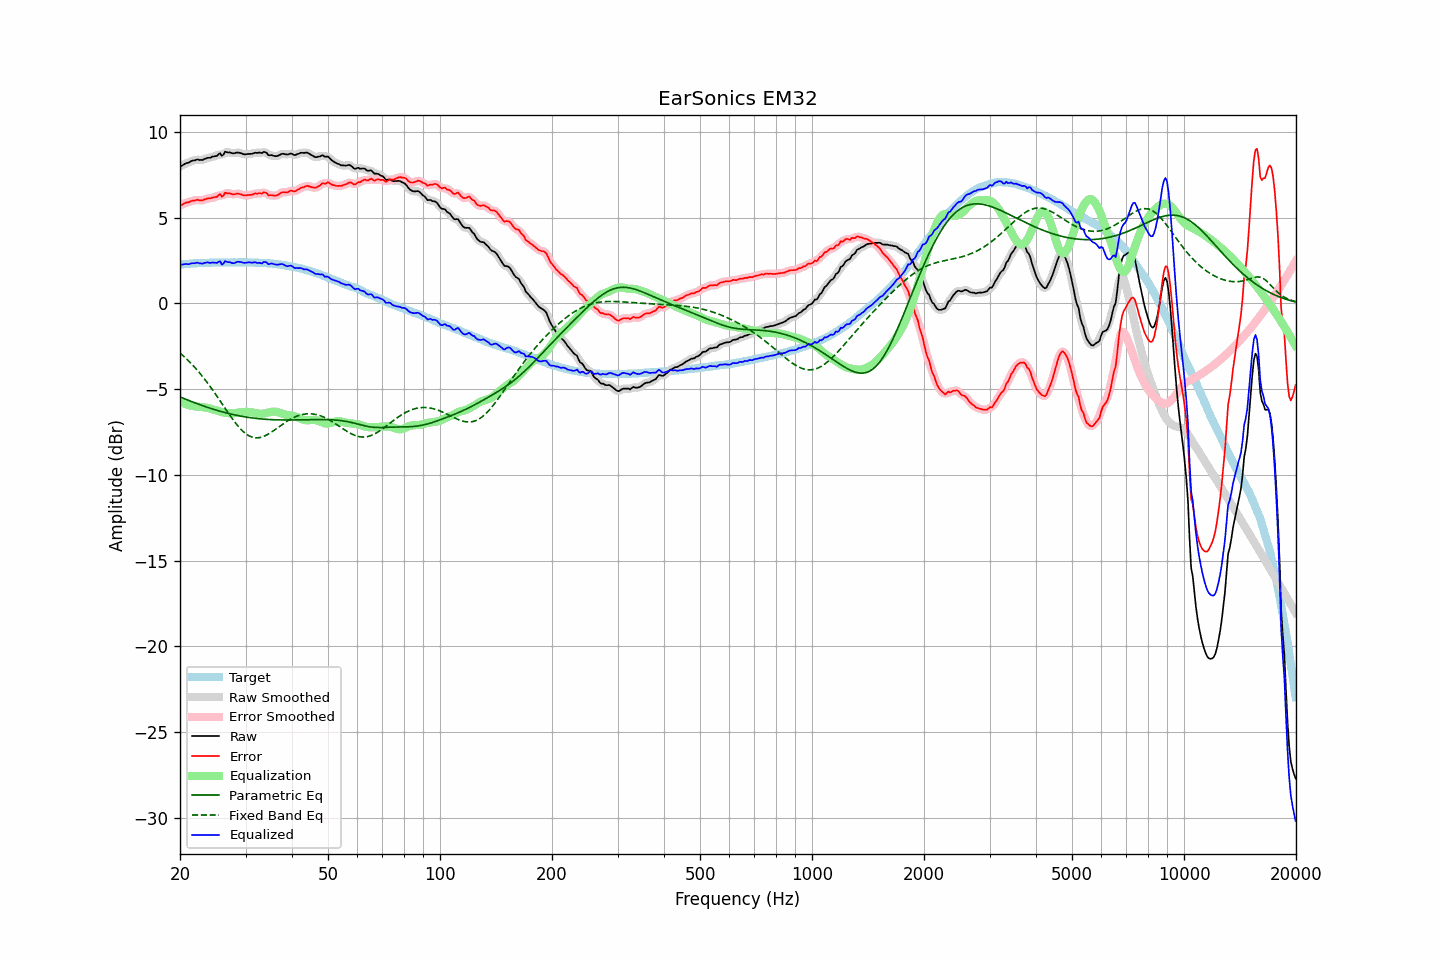 EarSonics EM32
Amplitude (dBr)
10
5
0
−5
−10
−15
−20
−25
−30
Target
Raw Smoothed
Error Smoothed
Raw
Error
Equalization
Parametric Eq
Fixed Band Eq
Equalized
20 50 100 200 500 1000 2000 5000 10000 20000
Frequency (Hz)